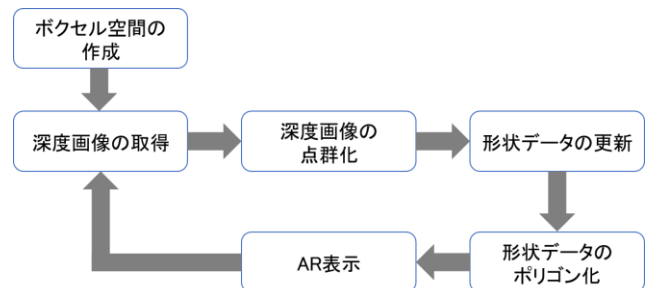 ボクセル空間の
作成
深度画像の取得
深度画像の
点群化
形状データの更新
形状データの
ポリゴン化
AR表示